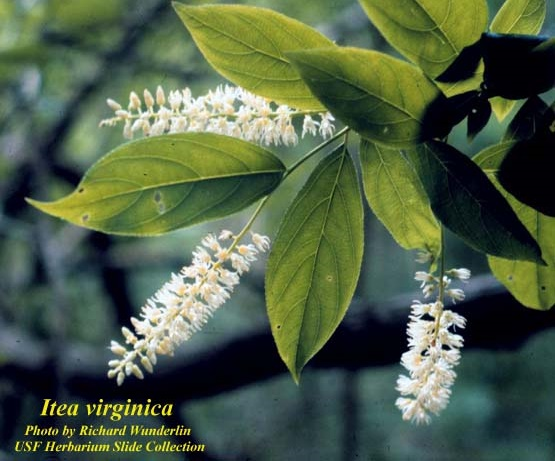 Itea virginica
Photo by Richard Wunderlin
USF Herbarium Slide Collection